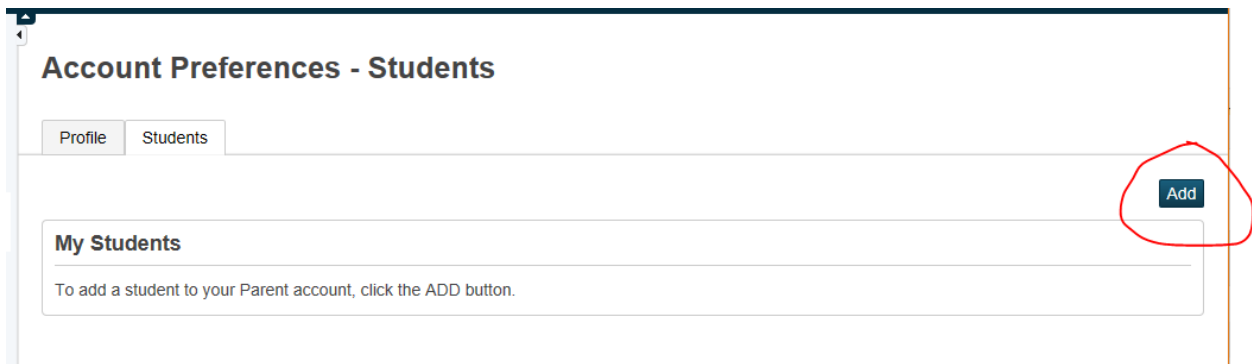 Account Preferences - Students
Profile Students
Add
My Students
To add a student to your Parent account, click the ADD button.